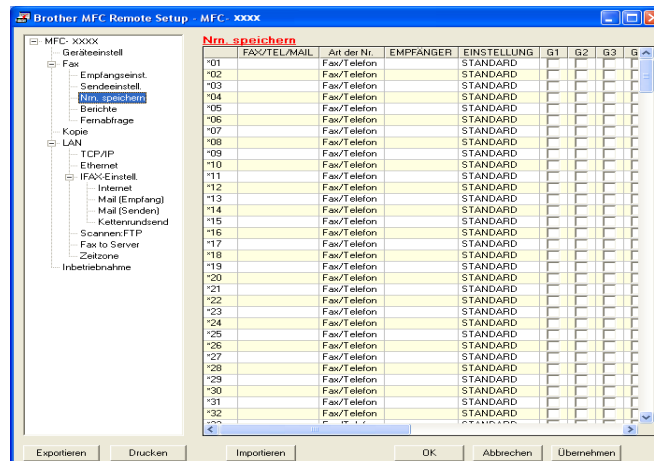 Brother MFC Remote Setup - MFC- XXXX
MFC- XXXX
Geräteeinstell
Fax
Empfangseinst.
Sendeeinstell.
Nrn. speichern
Berichte
Fernabfrage
Kopie
LAN
TCP/IP
Ethernet
IFAX-Einstell.
Internet
Mail (Empfang)
Mail (Senden)
Kettenrundsend
Scannen:FTP
Fax to Server
Zeitzone
Inbetriebnahme
Nrn. speichern
FAX/TEL/MAIL Art der Nr. EMPFÄNGER EINSTELLUNG G1 G2 G3 G
*01 Fax/Telefon STANDARD
*02 Fax/Telefon STANDARD
*03 Fax/Telefon STANDARD
*04 Fax/Telefon STANDARD
*05 Fax/Telefon STANDARD
*06 Fax/Telefon STANDARD
*07 Fax/Telefon STANDARD
*08 Fax/Telefon STANDARD
*09 Fax/Telefon STANDARD
*10 Fax/Telefon STANDARD
*11 Fax/Telefon STANDARD
*12 Fax/Telefon STANDARD
*13 Fax/Telefon STANDARD
*14 Fax/Telefon STANDARD
*15 Fax/Telefon STANDARD
*16 Fax/Telefon STANDARD
*17 Fax/Telefon STANDARD
*18 Fax/Telefon STANDARD
*19 Fax/Telefon STANDARD
*20 Fax/Telefon STANDARD
*21 Fax/Telefon STANDARD
*22 Fax/Telefon STANDARD
*23 Fax/Telefon STANDARD
*24 Fax/Telefon STANDARD
*25 Fax/Telefon STANDARD
*26 Fax/Telefon STANDARD
*27 Fax/Telefon STANDARD
*28 Fax/Telefon STANDARD
*29 Fax/Telefon STANDARD
*30 Fax/Telefon STANDARD
*31 Fax/Telefon STANDARD
*32 Fax/Telefon STANDARD
Exportieren Drucken Importieren OK Abbrechen Übernehmen